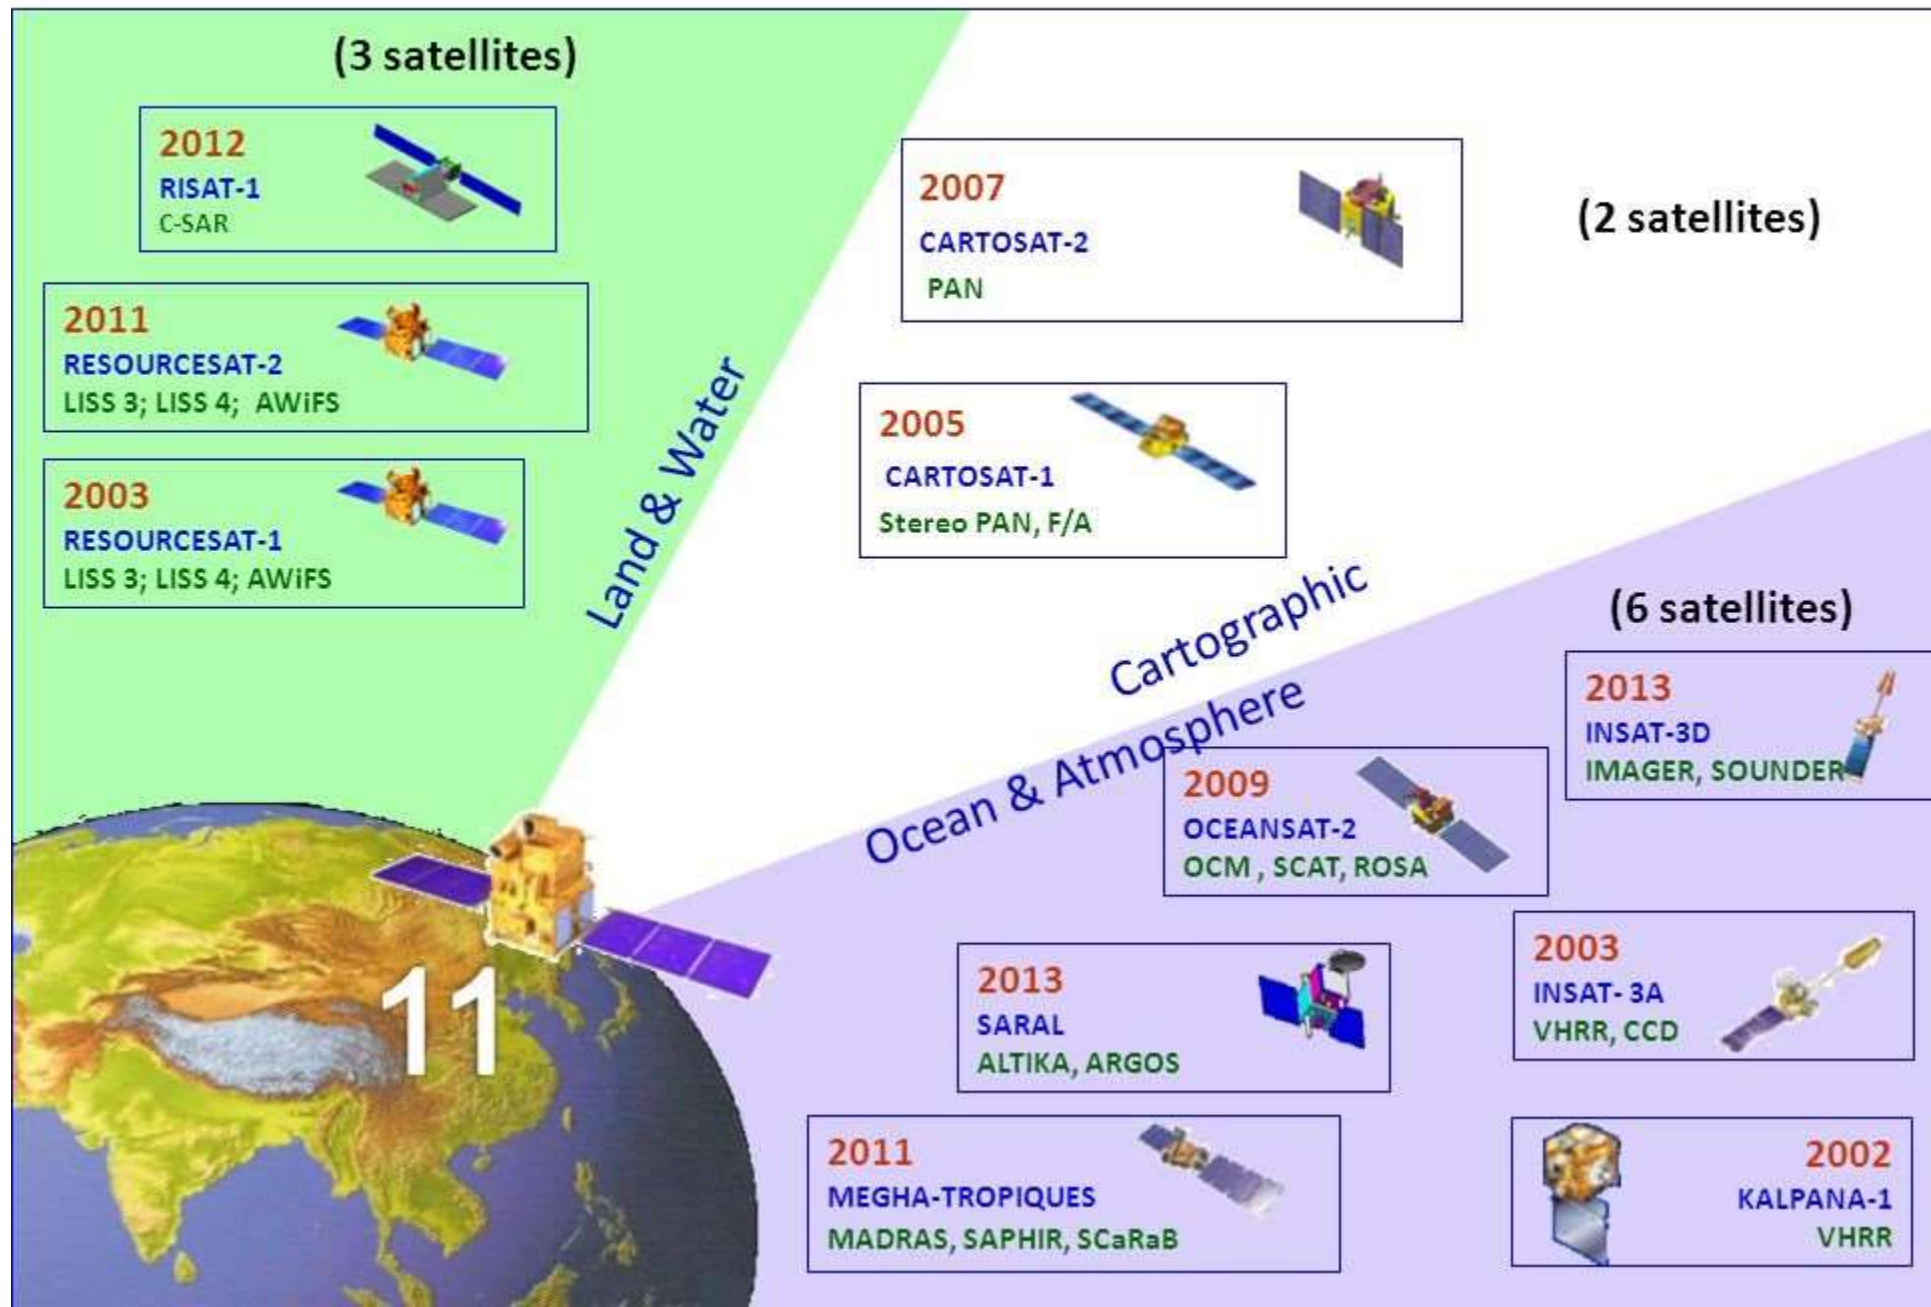 (3 satellites)
2012
RISAT-1
C-SAR
2011
RESOURCESAT-2
LISS 3; LISS 4; AWiFS
2003
RESOURCESAT-1
LISS 3; LISS 4; AWiFS
Land & Water
2007
CARTOSAT-2
PAN
(2 satellites)
2005
CARTOSAT-1
Stereo PAN, F/A
Cartographic
Ocean & Atmosphere
(6 satellites)
2013
INSAT-3D
IMAGER, SOUNDER
2009
OCEANSAT-2
OCM , SCAT, ROSA
2013
SARAL
ALTIKA, ARGOS
2003
INSAT- 3A
VHRR, CCD
2011
MEGHA-TROPIQUES
MADRAS, SAPHIR, SCaRaB
2002
KALPANA-1
VHRR
11